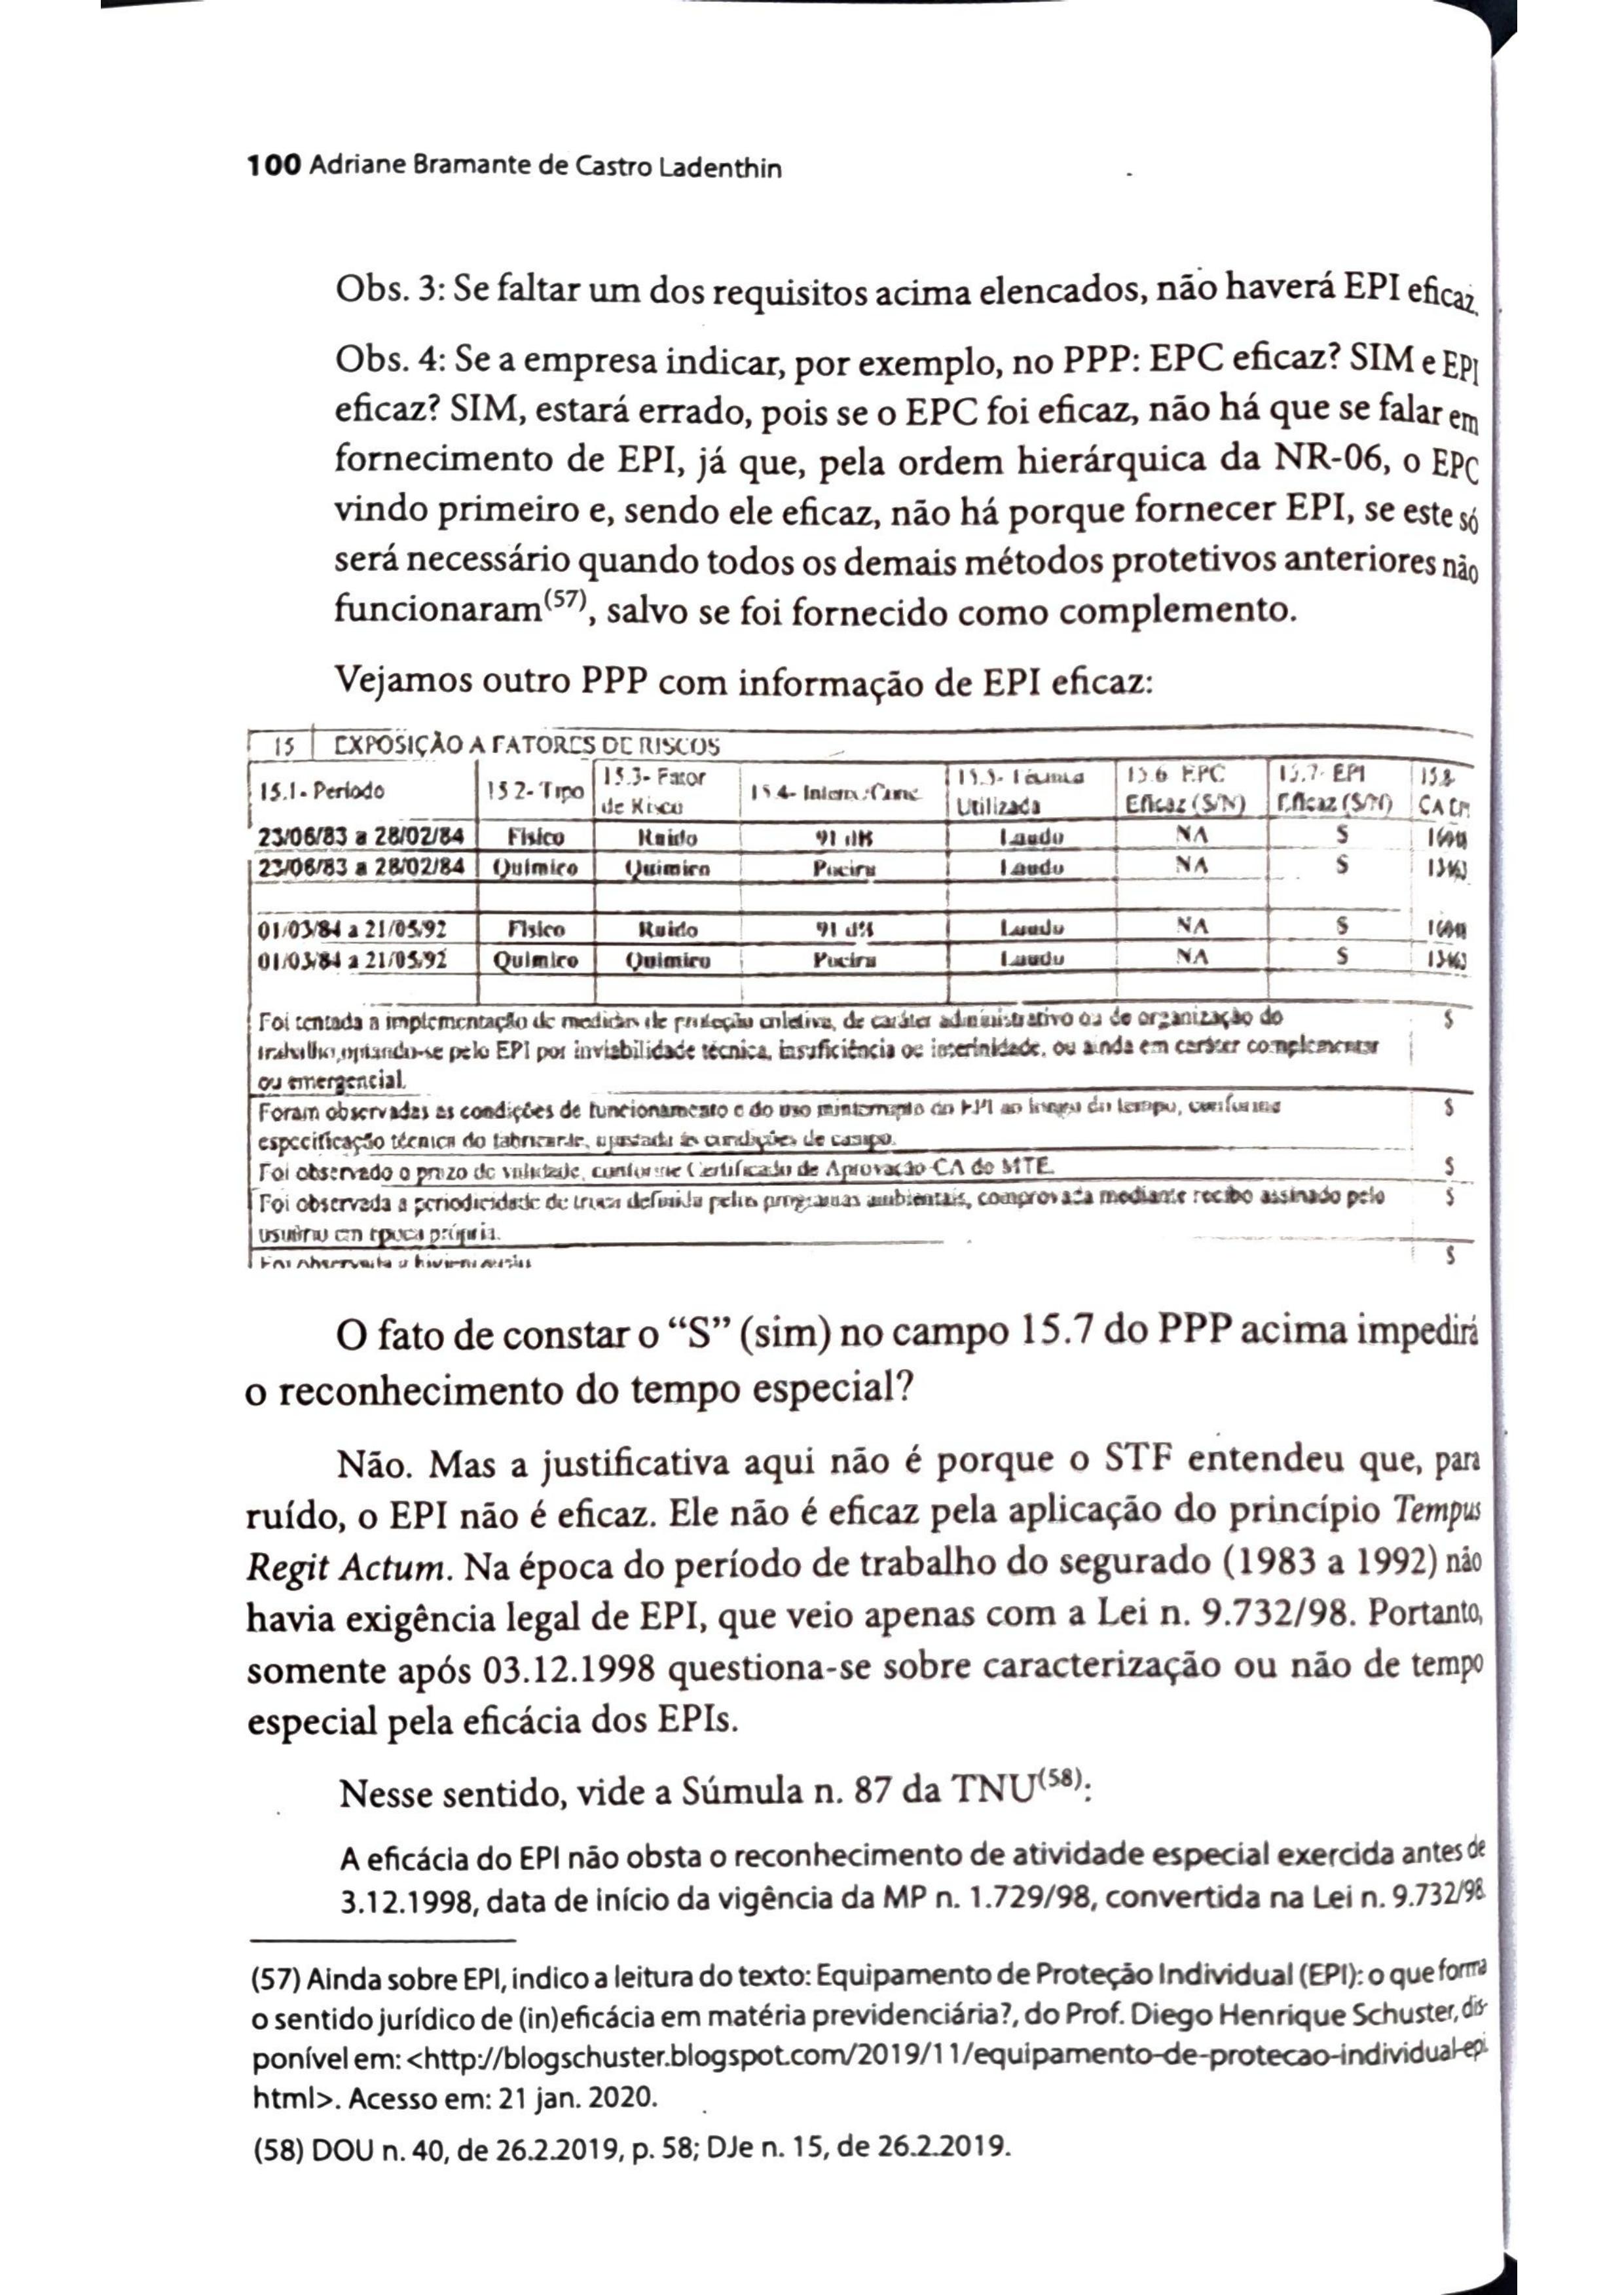 100 Adriane Bramante de Castro Ladenthin
Obs. 3: Se faltar um dos requisitos acima elencados, não haverá EPI eficaz.
Obs. 4: Se a empresa indicar, por exemplo, no PPP: EPC eficaz? SIM e EPI
eficaz? SIM, estará errado, pois se o EPC foi eficaz, não há que se falar em
fornecimento de EPI, já que, pela ordem hierárquica da NR-06, o EPC
vindo primeiro e, sendo ele eficaz, não há porque fornecer EPI, se este só
será necessário quando todos os demais métodos protetivos anteriores não
funcionaram(57), salvo se foi fornecido como complemento.
Vejamos outro PPP com informação de EPI eficaz:
15 EXPOSIÇÃO A FATORES DE RISCOS
15.1- Período 15.2- Tipo 15.3- Fator de Risco 15.4- Intens./Conc. 15.5- Técnica Utilizada 15.6 EPC Eficaz (S/N) 15.7- EPI Eficaz (S/N) 15.8 CA
23/06/83 a 28/02/84 Físico Ruído 91 dB Laudo NA S
23/06/83 a 28/02/84 Químico Químico Poeira Laudo NA S
01/03/84 a 21/05/92 Físico Ruído 91 dB Laudo NA S
01/03/84 a 21/05/92 Químico Químico Poeira Laudo NA S
Foi tentada a implementação de medidas de proteção coletiva, de caráter administrativo ou de organização do S
trabalho, optando-se pelo EPI por inviabilidade técnica, insuficiência ou interinidade, ou ainda em caráter complementar
ou emergencial.
Foram observadas as condições de funcionamento e do uso ininterrupto do EPI ao longo do tempo, conforme S
especificação técnica do fabricante, ajustada às condições de campo.
Foi observado o prazo de validade, conforme Certificado de Aprovação-CA do MTE. S
Foi observada a periodicidade de troca definida pelos programas ambientais, comprovada mediante recibo assinado pelo S
usuário em época própria.
Foi observada a S
O fato de constar o “S” (sim) no campo 15.7 do PPP acima impedirá
o reconhecimento do tempo especial?
Não. Mas a justificativa aqui não é porque o STF entendeu que, para
ruído, o EPI não é eficaz. Ele não é eficaz pela aplicação do princípio Tempus
Regit Actum. Na época do período de trabalho do segurado (1983 a 1992) não
havia exigência legal de EPI, que veio apenas com a Lei n. 9.732/98. Portanto,
somente após 03.12.1998 questiona-se sobre caracterização ou não de tempo
especial pela eficácia dos EPIs.
Nesse sentido, vide a Súmula n. 87 da TNU(58):
A eficácia do EPI não obsta o reconhecimento de atividade especial exercida antes de
3.12.1998, data de início da vigência da MP n. 1.729/98, convertida na Lei n. 9.732/98.
(57) Ainda sobre EPI, indico a leitura do texto: Equipamento de Proteção Individual (EPI): o que forma
o sentido jurídico de (in)eficácia em matéria previdenciária?, do Prof. Diego Henrique Schuster, dis-
ponível em: <http://blogschuster.blogspot.com/2019/11/equipamento-de-protecao-individual-epi.
html>. Acesso em: 21 jan. 2020.
(58) DOU n. 40, de 26.2.2019, p. 58; DJe n. 15, de 26.2.2019.